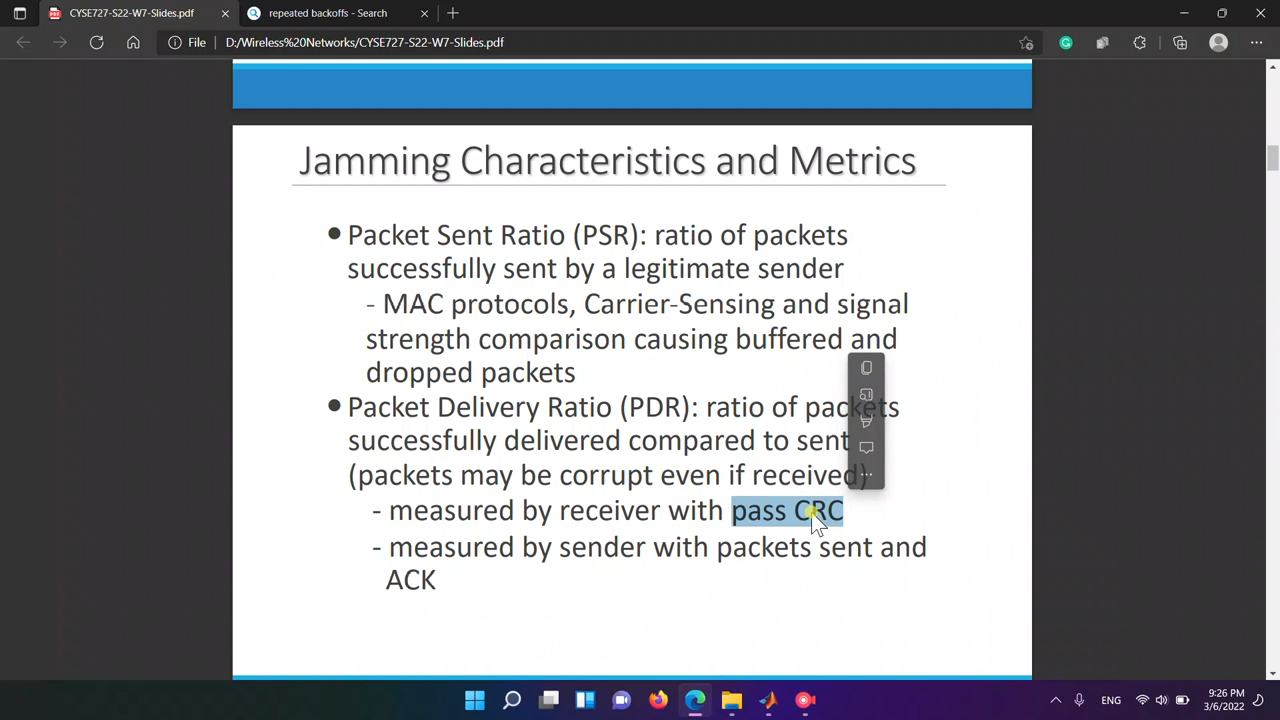 CYSE727-S22-W7-Slides.pdf
repeated backoffs - Search
File
D:/Wireless%20Networks/CYSE727-S22-W7-Slides.pdf
Jamming Characteristics and Metrics
• Packet Sent Ratio (PSR): ratio of packets
successfully sent by a legitimate sender
- MAC protocols, Carrier-Sensing and signal
strength comparison causing buffered and
dropped packets
• Packet Delivery Ratio (PDR): ratio of packets
successfully delivered compared to sent
(packets may be corrupt even if received)
- measured by receiver with pass CRC
- measured by sender with packets sent and
ACK
ENG
9:26 PM
3/6/2022